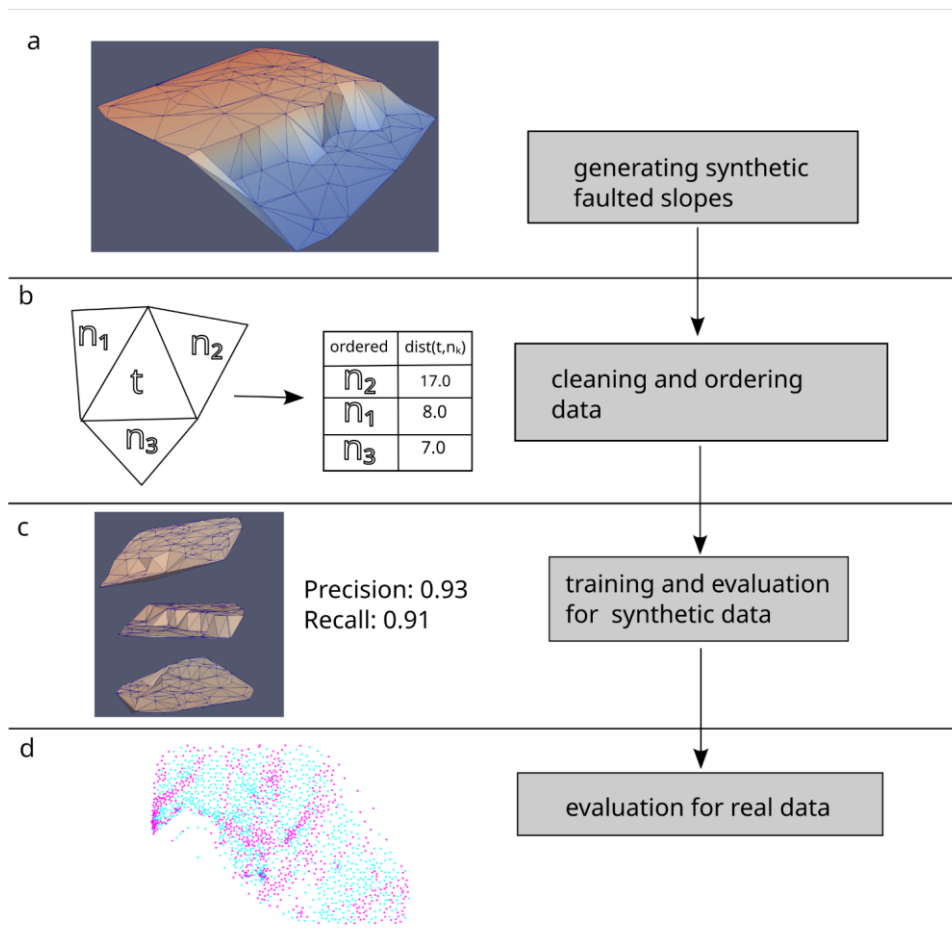 a
generating synthetic
faulted slopes
b
n₁
n₂
t
n₃
ordered dist(t,nₖ)
n₂ 17.0
n₁ 8.0
n₃ 7.0
cleaning and ordering
data
c
Precision: 0.93
Recall: 0.91
training and evaluation
for synthetic data
d
evaluation for real data